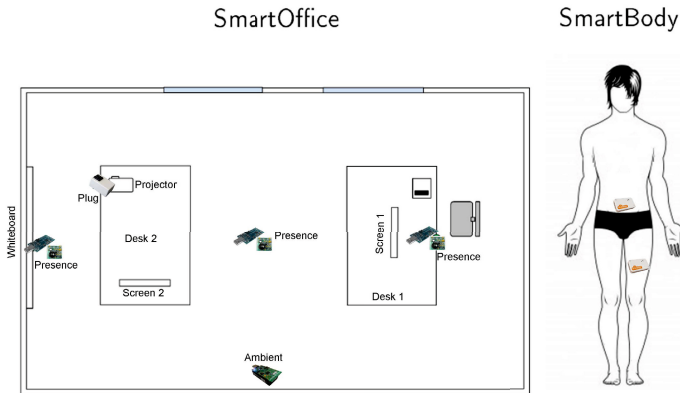 SmartOffice
SmartBody
Whiteboard
Plug
Projector
Desk 2
Screen 2
Presence
Presence
Screen 1
Presence
Desk 1
Ambient